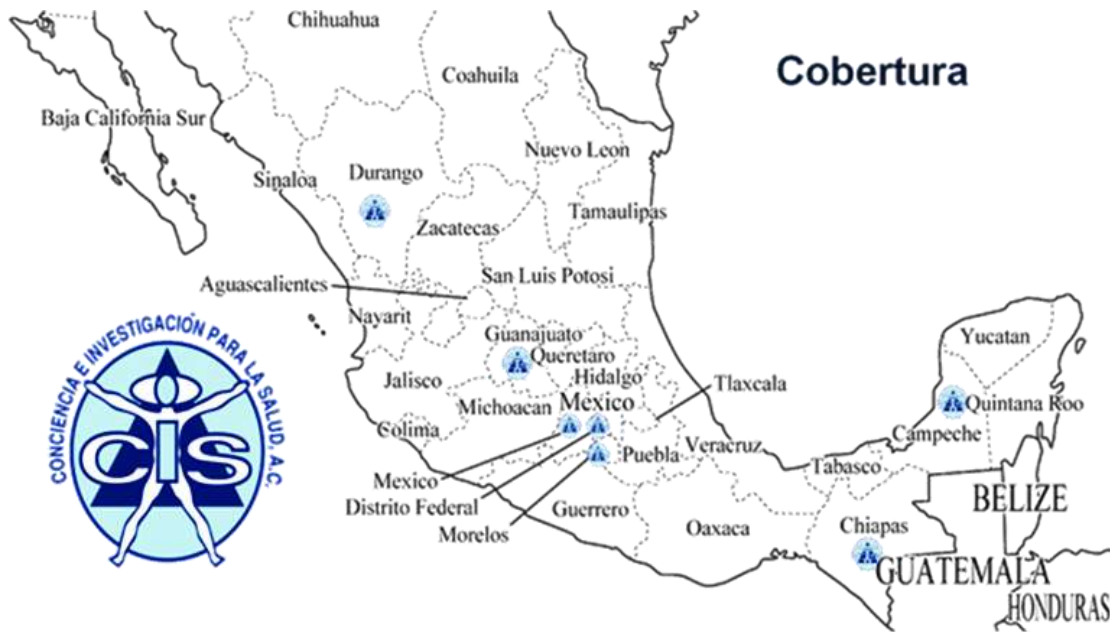 Chihuahua
Cobertura
Coahuila
Baja California Sur
Nuevo Leon
Durango
Sinaloa
Tamaulipas
Zacatecas
San Luis Potosi
Aguascalientes
Nayarit
Guanajuato
Queretaro
Yucatan
Jalisco
Hidalgo
Tlaxcala
Michoacan
Mexico
Quintana Roo
Colima
Campeche
Veracruz
Puebla
Tabasco
Mexico
Distrito Federal
Morelos
Guerrero
Oaxaca
Chiapas
BELIZE
GUATEMALA
HONDURAS
CONCIENCIA E INVESTIGACIÓN PARA LA SALUD, A.C.
CIS